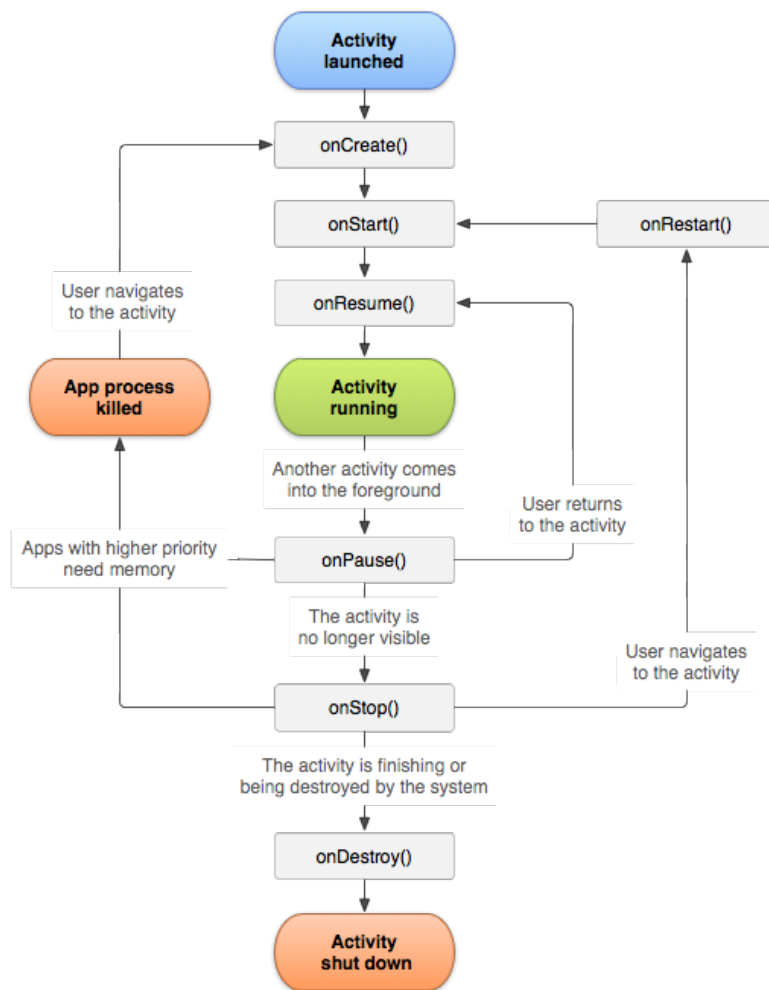 Activity
launched
onCreate()
onStart()
onRestart()
User navigates
to the activity
onResume()
App process
killed
Activity
running
Another activity comes
into the foreground
User returns
to the activity
Apps with higher priority
need memory
onPause()
The activity is
no longer visible
User navigates
to the activity
onStop()
The activity is finishing or
being destroyed by the system
onDestroy()
Activity
shut down